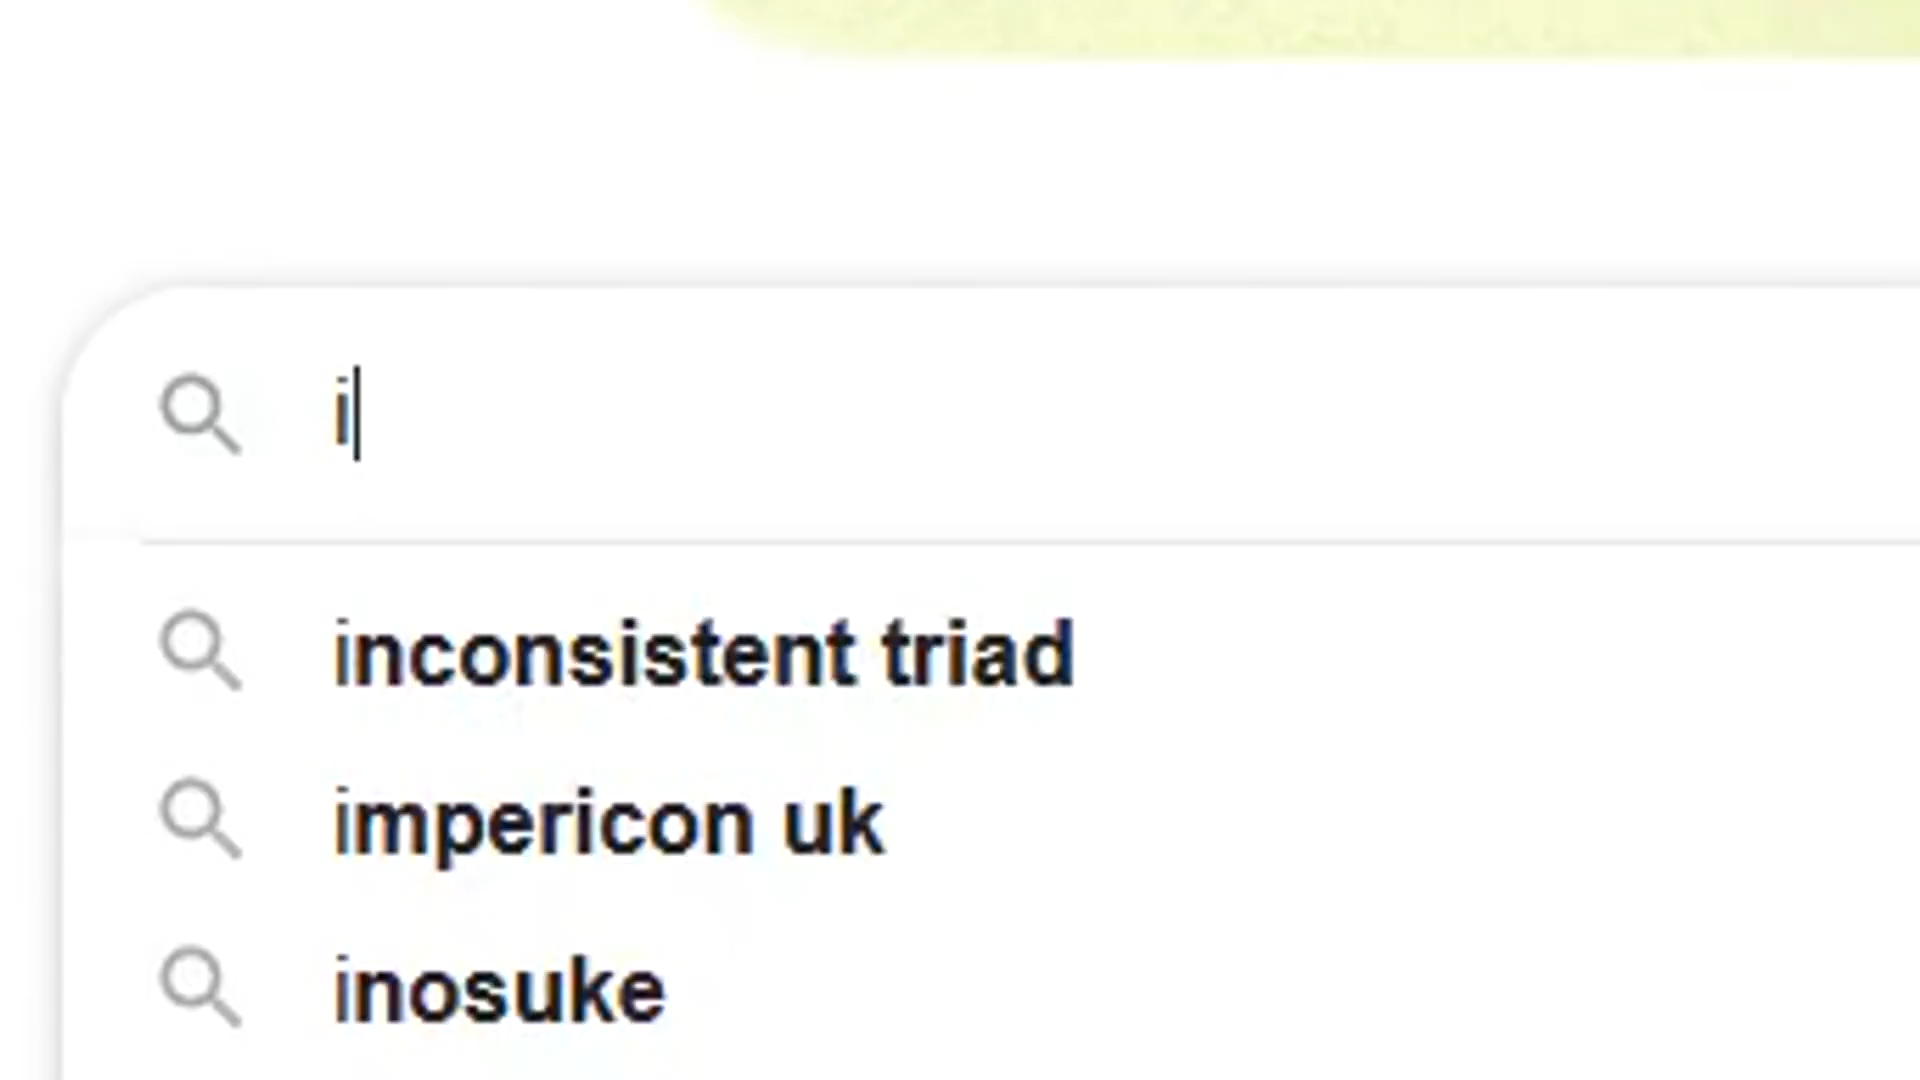 i
inconsistent triad
impericon uk
inosuke